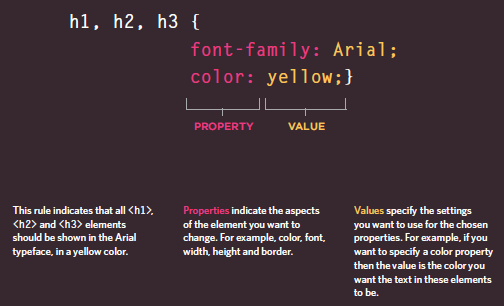 h1, h2, h3 {
font-family: Arial;
color: yellow;}
PROPERTY VALUE
This rule indicates that all <h1>,
<h2> and <h3> elements
should be shown in the Arial
typeface, in a yellow color.
Properties indicate the aspects
of the element you want to
change. For example, color, font,
width, height and border.
Values specify the settings
you want to use for the chosen
properties. For example, if you
want to specify a color property
then the value is the color you
want the text in these elements
to be.